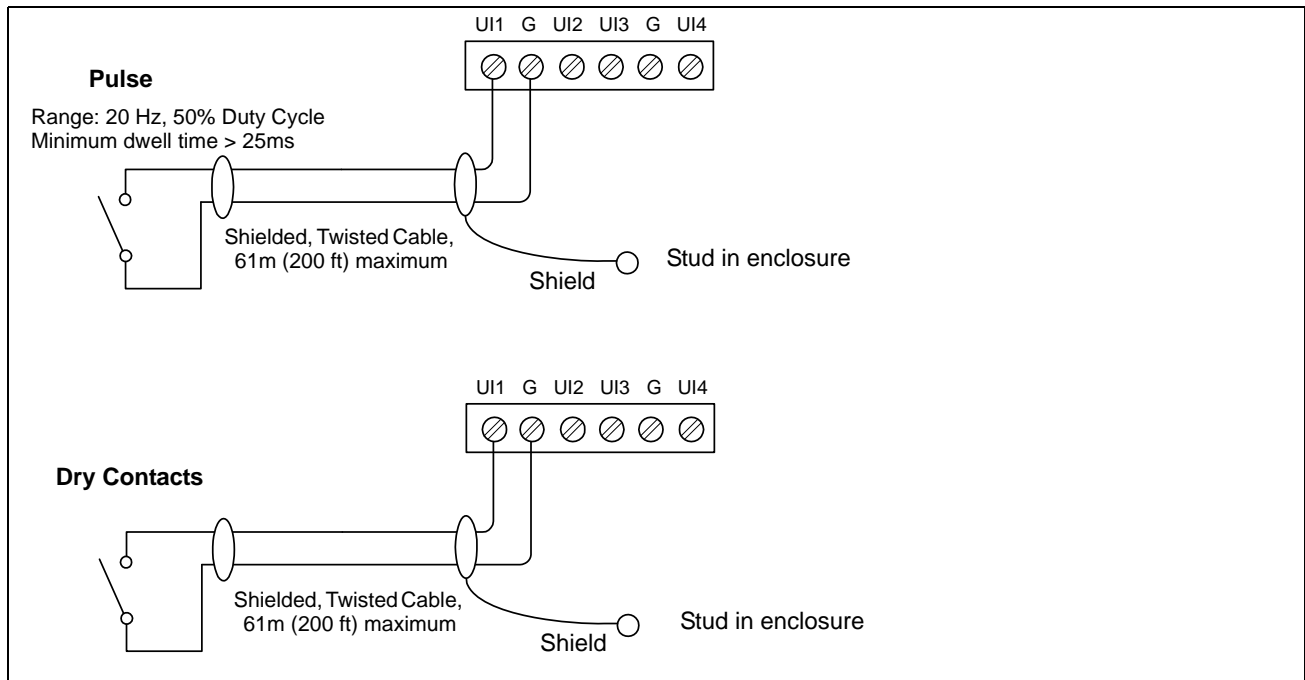 UI1 G UI2 UI3 G UI4
Pulse
Range: 20 Hz, 50% Duty Cycle
Minimum dwell time > 25ms
Shielded, Twisted Cable,
61m (200 ft) maximum
Stud in enclosure
Shield
UI1 G UI2 UI3 G UI4
Dry Contacts
Shielded, Twisted Cable,
61m (200 ft) maximum
Stud in enclosure
Shield